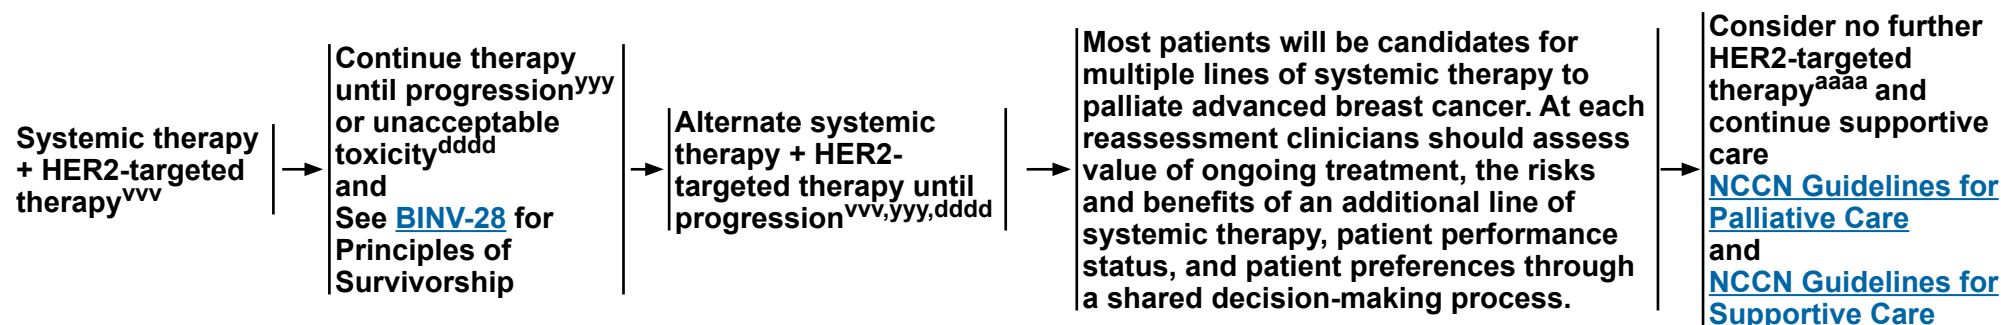 Systemic therapy
+ HER2-targeted
therapyvvv
Continue therapy
until progressionyyy
or unacceptable
toxicitydddd
and
See BINV-28 for
Principles of
Survivorship
Alternate systemic
therapy + HER2-
targeted therapy until
progressionvvv,yyy,dddd
Most patients will be candidates for
multiple lines of systemic therapy to
palliate advanced breast cancer. At each
reassessment clinicians should assess
value of ongoing treatment, the risks
and benefits of an additional line of
systemic therapy, patient performance
status, and patient preferences through
a shared decision-making process.
Consider no further
HER2-targeted
therapyaaaa and
continue supportive
care
NCCN Guidelines for
Palliative Care
and
NCCN Guidelines for
Supportive Care